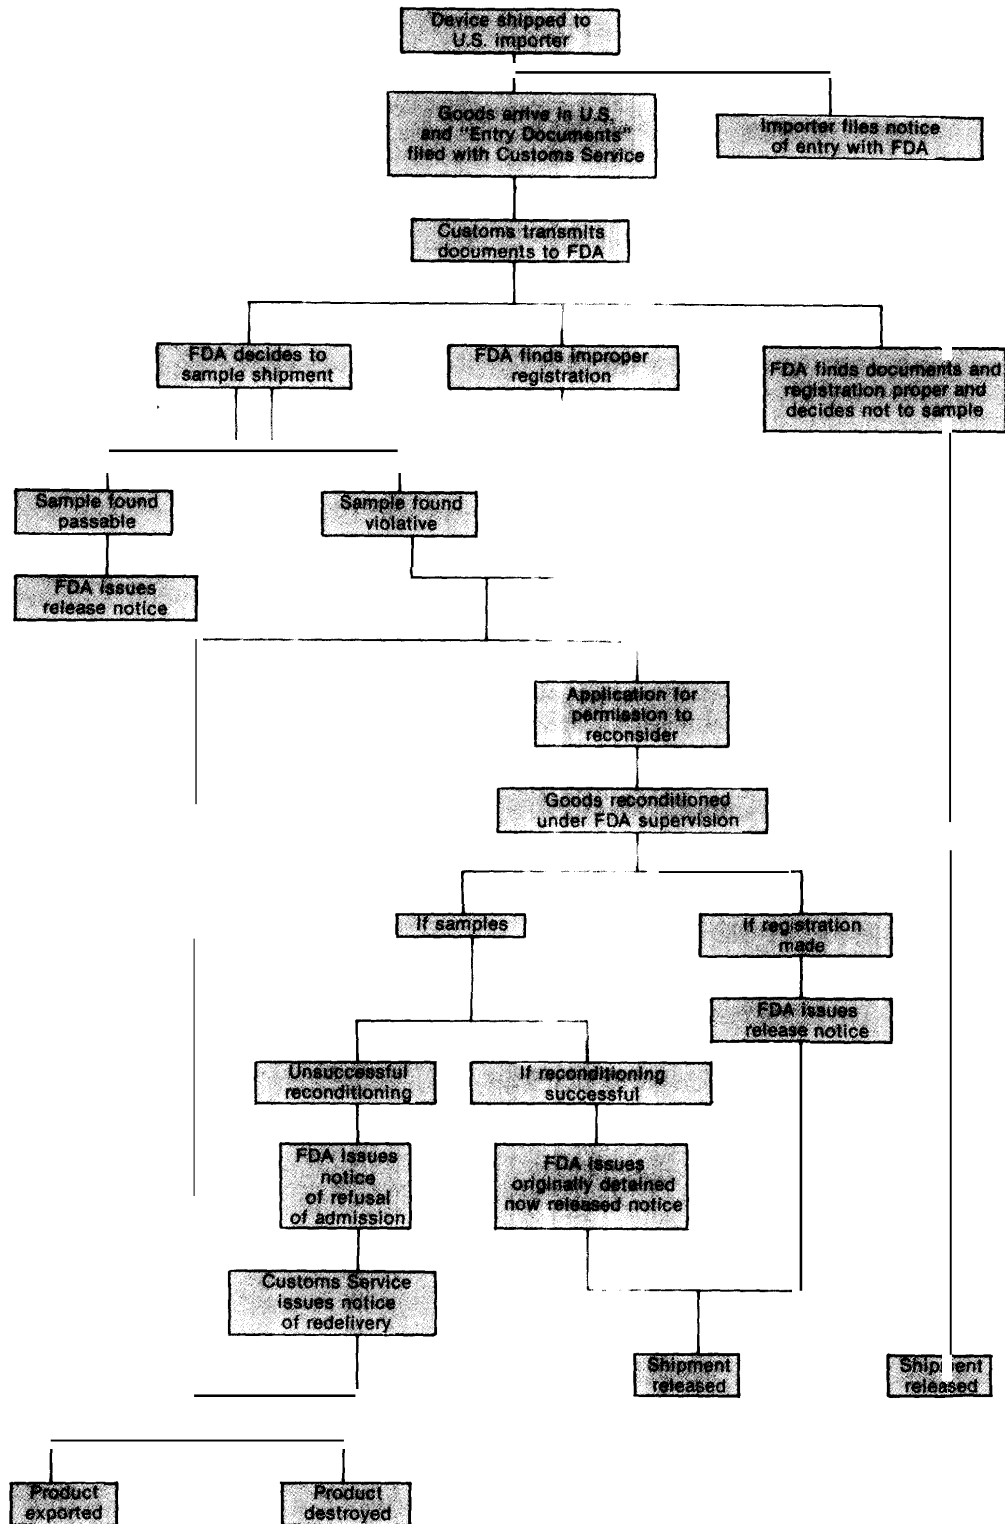 Device shipped to
U.S. importer
Goods arrive in U.S.
and "Entry Documents"
filed with Customs Service
Importer files notice
of entry with FDA
Customs transmits
documents to FDA
FDA decides to
sample shipment
FDA finds improper
registration
FDA finds documents and
registration proper and
decides not to sample
Sample found
passable
Sample found
violative
FDA issues
release notice
Application for
permission to
reconsider
Goods reconditioned
under FDA supervision
If samples
If registration
made
FDA issues
release notice
Unsuccessful
reconditioning
If reconditioning
successful
FDA issues
notice
of refusal
of admission
FDA issues
originally detained
now released notice
Customs Service
issues notice
of redelivery
Shipment
released
Shipment
released
Product
exported
Product
destroyed